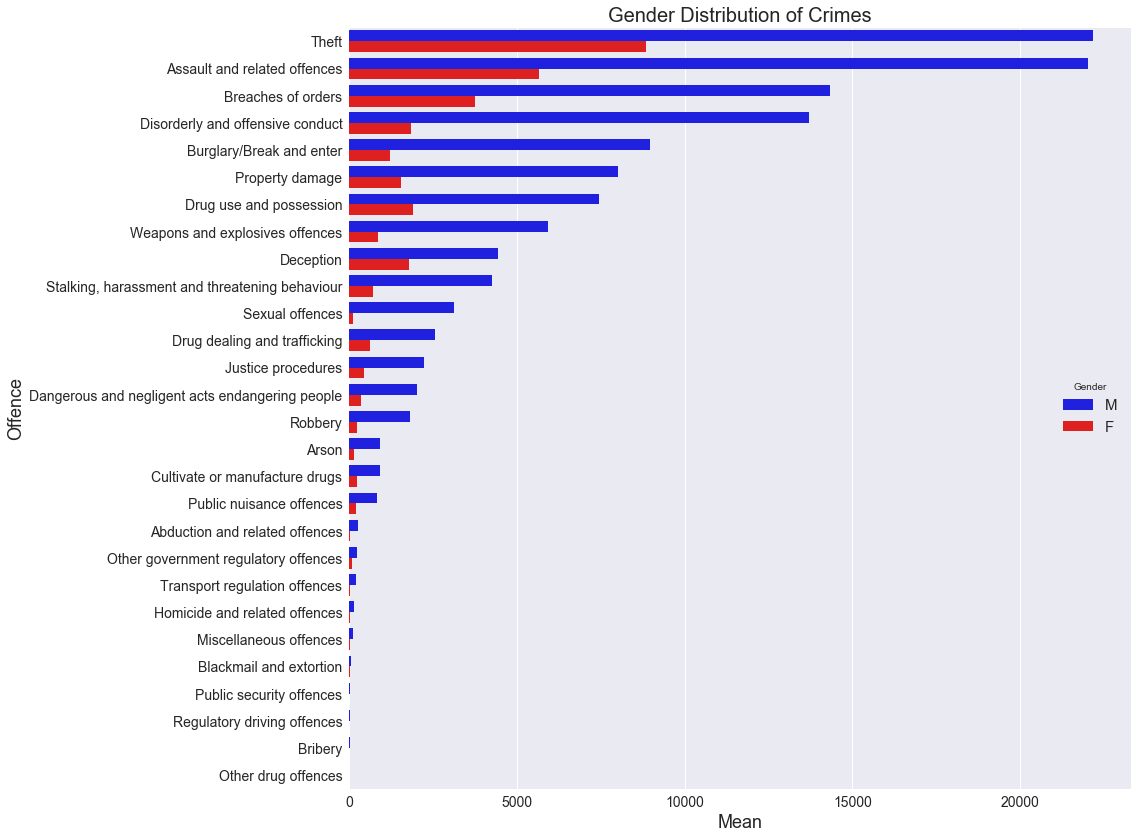 Gender Distribution of Crimes
Theft
Assault and related offences
Breaches of orders
Disorderly and offensive conduct
Burglary/Break and enter
Property damage
Drug use and possession
Weapons and explosives offences
Deception
Stalking, harassment and threatening behaviour
Sexual offences
Drug dealing and trafficking
Justice procedures
Dangerous and negligent acts endangering people
Robbery
Arson
Cultivate or manufacture drugs
Public nuisance offences
Abduction and related offences
Other government regulatory offences
Transport regulation offences
Homicide and related offences
Miscellaneous offences
Blackmail and extortion
Public security offences
Regulatory driving offences
Bribery
Other drug offences
Offence
0 5000 10000 15000 20000
Mean
Gender
M
F